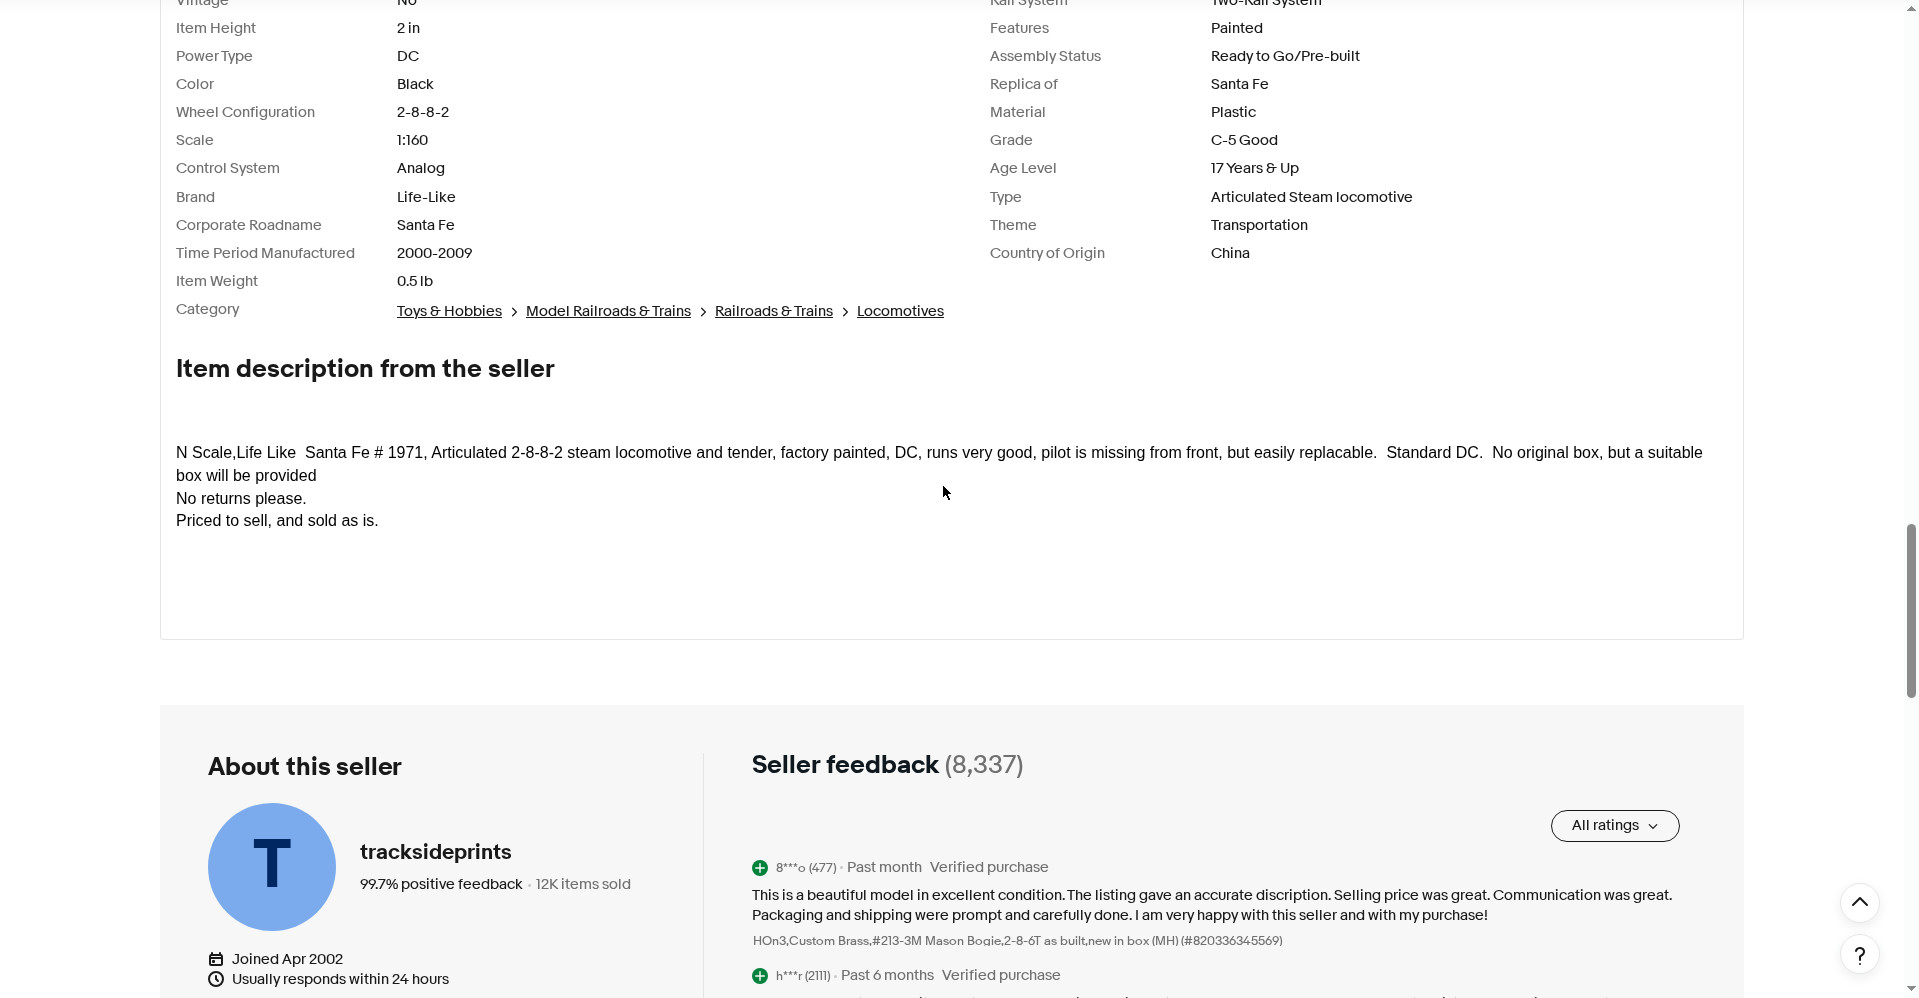 Vintage No
Rail System Two-Rail System
Item Height 2 in
Features Painted
Power Type DC
Assembly Status Ready to Go/Pre-built
Color Black
Replica of Santa Fe
Wheel Configuration 2-8-8-2
Material Plastic
Scale 1:160
Grade C-5 Good
Control System Analog
Age Level 17 Years & Up
Brand Life-Like
Type Articulated Steam locomotive
Corporate Roadname Santa Fe
Theme Transportation
Time Period Manufactured 2000-2009
Country of Origin China
Item Weight 0.5 lb
Category Toys & Hobbies > Model Railroads & Trains > Railroads & Trains > Locomotives
Item description from the seller
N Scale,Life Like  Santa Fe # 1971, Articulated 2-8-8-2 steam locomotive and tender, factory painted, DC, runs very good, pilot is missing from front, but easily replacable.  Standard DC.  No original box, but a suitable
box will be provided
No returns please.
Priced to sell, and sold as is.
About this seller
T
tracksideprints
99.7% positive feedback · 12K items sold
Joined Apr 2002
Usually responds within 24 hours
Seller feedback (8,337)
All ratings
8***o (477) · Past month Verified purchase
This is a beautiful model in excellent condition. The listing gave an accurate discription. Selling price was great. Communication was great.
Packaging and shipping were prompt and carefully done. I am very happy with this seller and with my purchase!
HOn3,Custom Brass,#213-3M Mason Bogie,2-8-6T as built,new in box (MH) (#820336345569)
h***r (2111) · Past 6 months Verified purchase
?